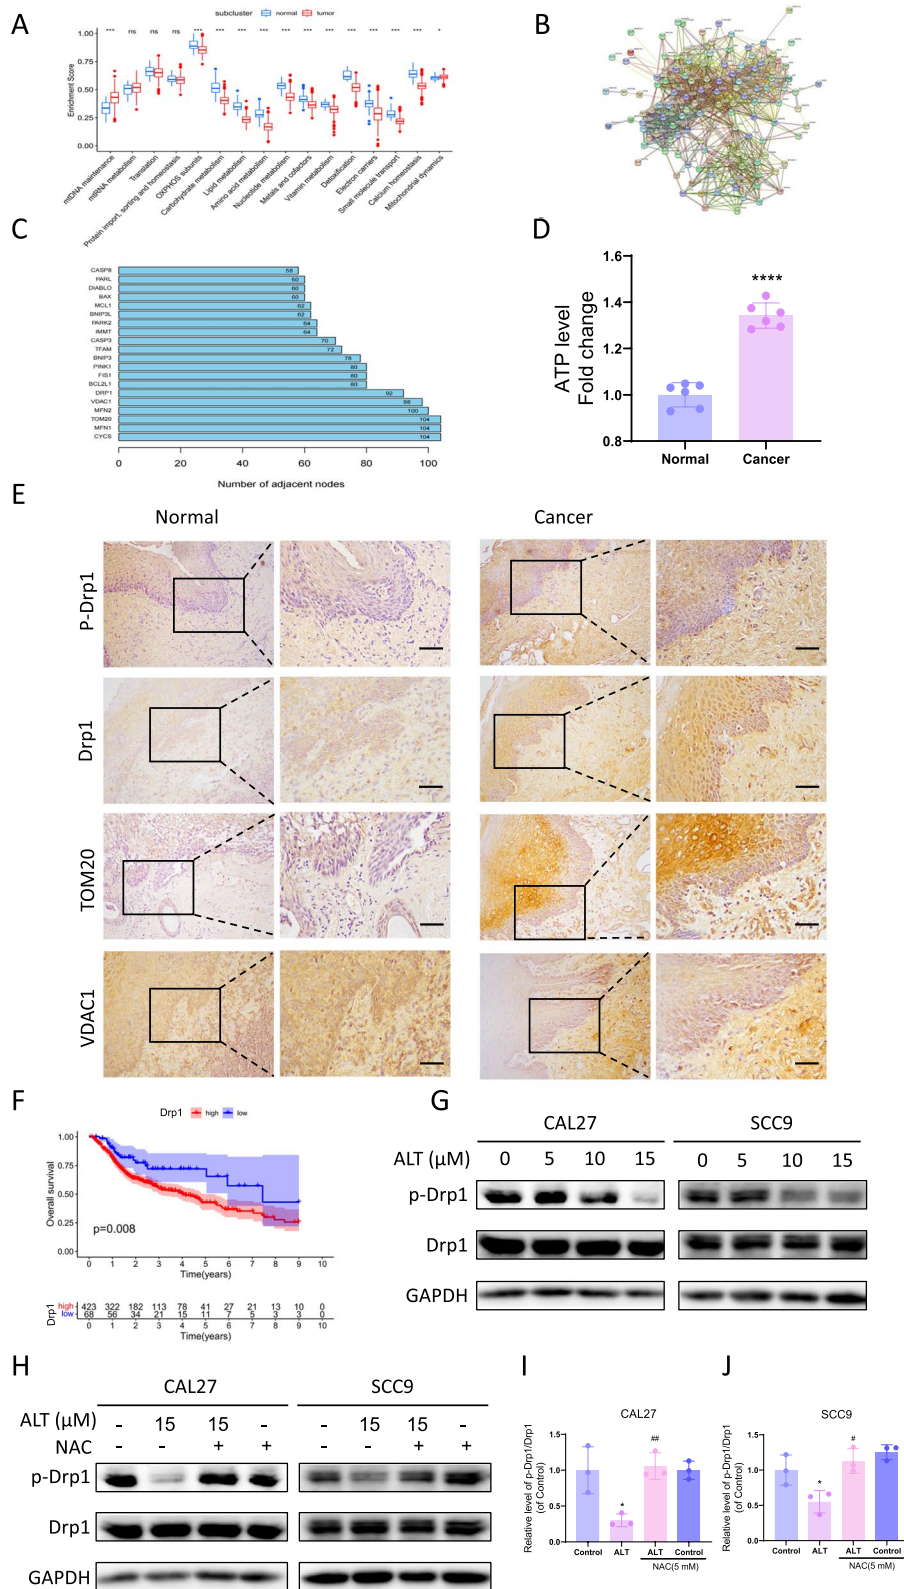 A
subcluster normal tumor
*** ns ns ns *** *** *** *** *** *** *** *** *** *** *** *
Enrichment Score
1.00
0.75
0.50
0.25
0.00
mtDNA maintenance
mtRNA metabolism
Translation
Protein import, sorting and homeostasis
OXPHOS subunits
Carbohydrate metabolism
Lipid metabolism
Amino acid metabolism
Nucleotide metabolism
Metals and cofactors
Vitamin metabolism
Detoxification
Electron carriers
Small molecule transport
Calcium homeostasis
Mitochondrial dynamics
B
C
CASP8 58
PARL 60
DIABLO 60
BAX 60
MCL1 62
BNIP3L 62
PARK2 64
IMMT 64
CASP3 70
TFAM 72
BNIP3 78
PINK1 80
FIS1 80
BCL2L1 80
DRP1 92
VDAC1 98
MFN2 100
TOM20 104
MFN1 104
CYCS 104
0 20 40 60 80 100
Number of adjacent nodes
D
ATP level
Fold change
1.6
1.4
1.2
1.0
0.8
****
Normal Cancer
E
Normal Cancer
P-Drp1
Drp1
TOM20
VDAC1
F
Drp1 high low
Overall survival
1.00
0.75
0.50
0.25
0.00
p=0.008
0 1 2 3 4 5 6 7 8 9 10
Time(years)
Drp1
high 423 322 182 113 78 41 27 21 13 10 0
low 68 56 34 21 15 11 7 5 3 3 0
0 1 2 3 4 5 6 7 8 9 10
Time(years)
G
CAL27 SCC9
ALT (μM) 0 5 10 15 0 5 10 15
p-Drp1
Drp1
GAPDH
H
CAL27 SCC9
ALT (μM) - 15 15 - - 15 15 -
NAC - - + + - - + +
p-Drp1
Drp1
GAPDH
I
CAL27
Relative level of p-Drp1/Drp1
(of Control)
1.5
1.0
0.5
0.0
* ##
Control ALT ALT Control
NAC(5 mM)
J
SCC9
Relative level of p-Drp1/Drp1
(of Control)
1.5
1.0
0.5
0.0
* #
Control ALT ALT Control
NAC(5 mM)